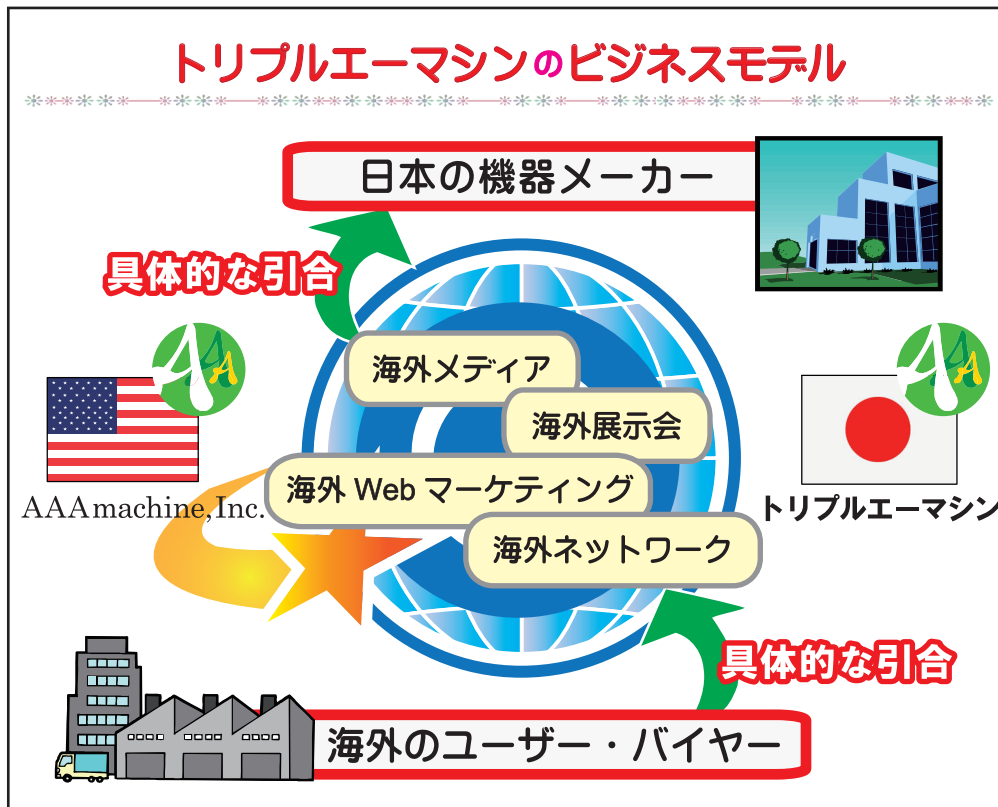 トリプルエーマシンのビジネスモデル
日本の機器メーカー
具体的な引合
海外メディア
AAA
AAA
海外展示会
海外 Web マーケティング
AAAmachine,Inc.
トリプルエーマシン
海外ネットワーク
具体的な引合
海外のユーザー・バイヤー